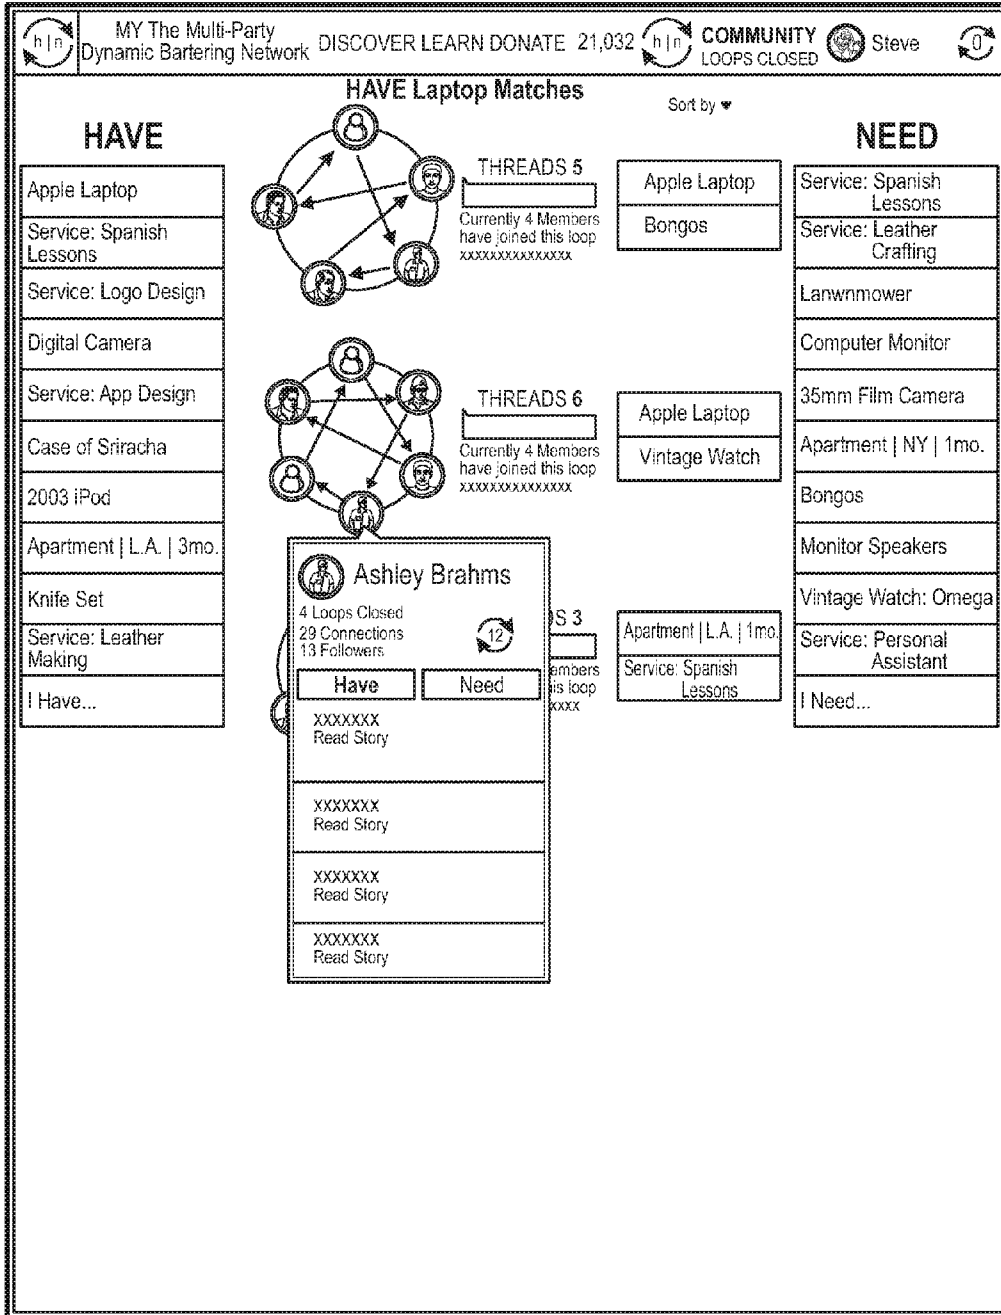 h|n
MY The Multi-Party
Dynamic Bartering Network
DISCOVER LEARN DONATE 21,032
h|n
COMMUNITY
LOOPS CLOSED
Steve
0
HAVE Laptop Matches
Sort by
HAVE
Apple Laptop
Service: Spanish
Lessons
Service: Logo Design
Digital Camera
Service: App Design
Case of Sriracha
2003 iPod
Apartment | L.A. | 3mo.
Knife Set
Service: Leather
Making
I Have...
THREADS 5
Currently 4 Members
have joined this loop
xxxxxxxxxxxxxxxx
Apple Laptop
Bongos
THREADS 6
Currently 4 Members
have joined this loop
xxxxxxxxxxxxxxxx
Apple Laptop
Vintage Watch
DS 3
embers
is loop
xxxx
Apartment | L.A. | 1mo.
Service: Spanish
Lessons
Ashley Brahms
4 Loops Closed
29 Connections
13 Followers
12
Have
Need
XXXXXXX
Read Story
XXXXXXX
Read Story
XXXXXXX
Read Story
XXXXXXX
Read Story
NEED
Service: Spanish
Lessons
Service: Leather
Crafting
Lanwnmower
Computer Monitor
35mm Film Camera
Apartment | NY | 1mo.
Bongos
Monitor Speakers
Vintage Watch: Omega
Service: Personal
Assistant
I Need...